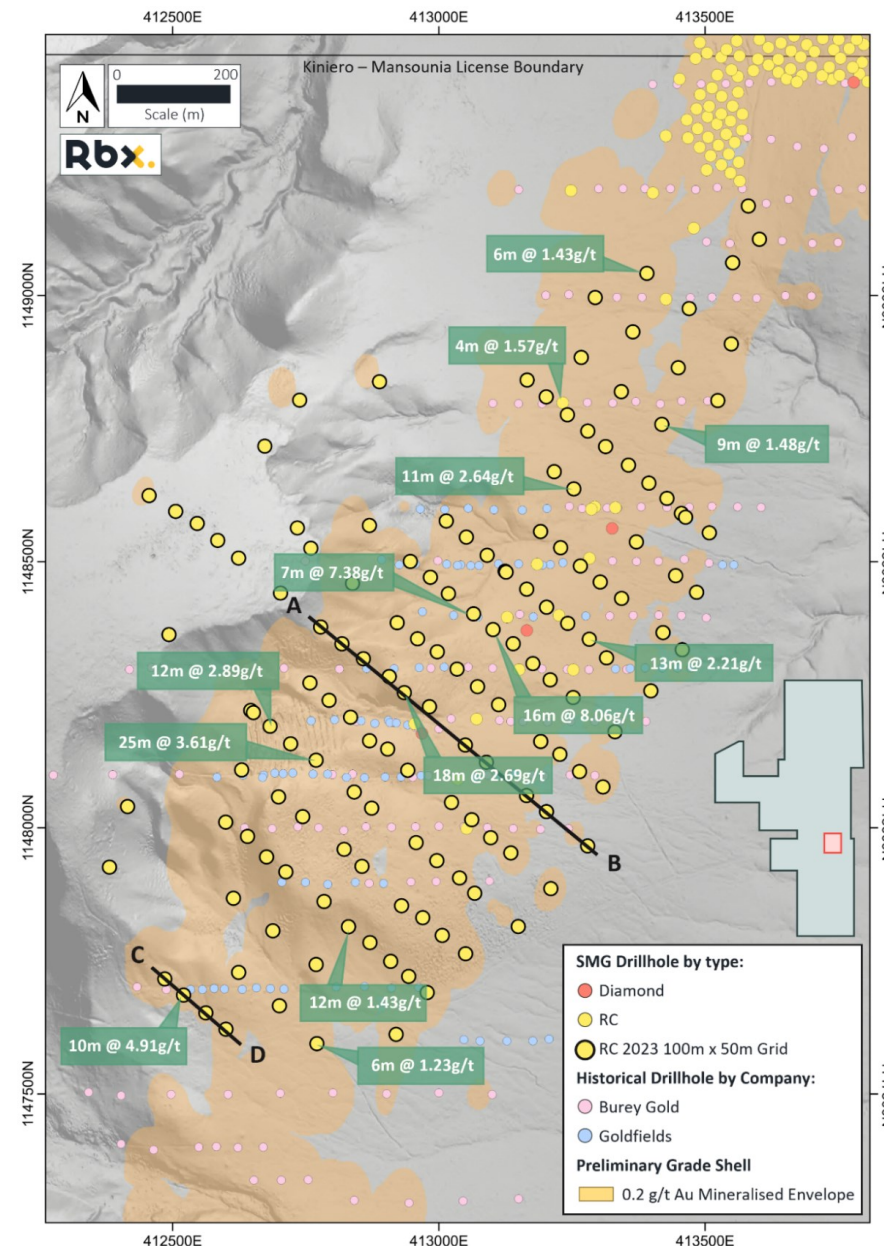 412500E
413000E
413500E
Kiniero – Mansounia License Boundary
0
200
Scale (m)
N
Rbx.
1149000N
1148500N
1148000N
1147500N
6m @ 1.43g/t
4m @ 1.57g/t
9m @ 1.48g/t
11m @ 2.64g/t
7m @ 7.38g/t
A
13m @ 2.21g/t
12m @ 2.89g/t
16m @ 8.06g/t
25m @ 3.61g/t
18m @ 2.69g/t
B
C
12m @ 1.43g/t
10m @ 4.91g/t
D
6m @ 1.23g/t
SMG Drillhole by type:
Diamond
RC
RC 2023 100m x 50m Grid
Historical Drillhole by Company:
Burey Gold
Goldfields
Preliminary Grade Shell
0.2 g/t Au Mineralised Envelope
412500E
413000E
413500E